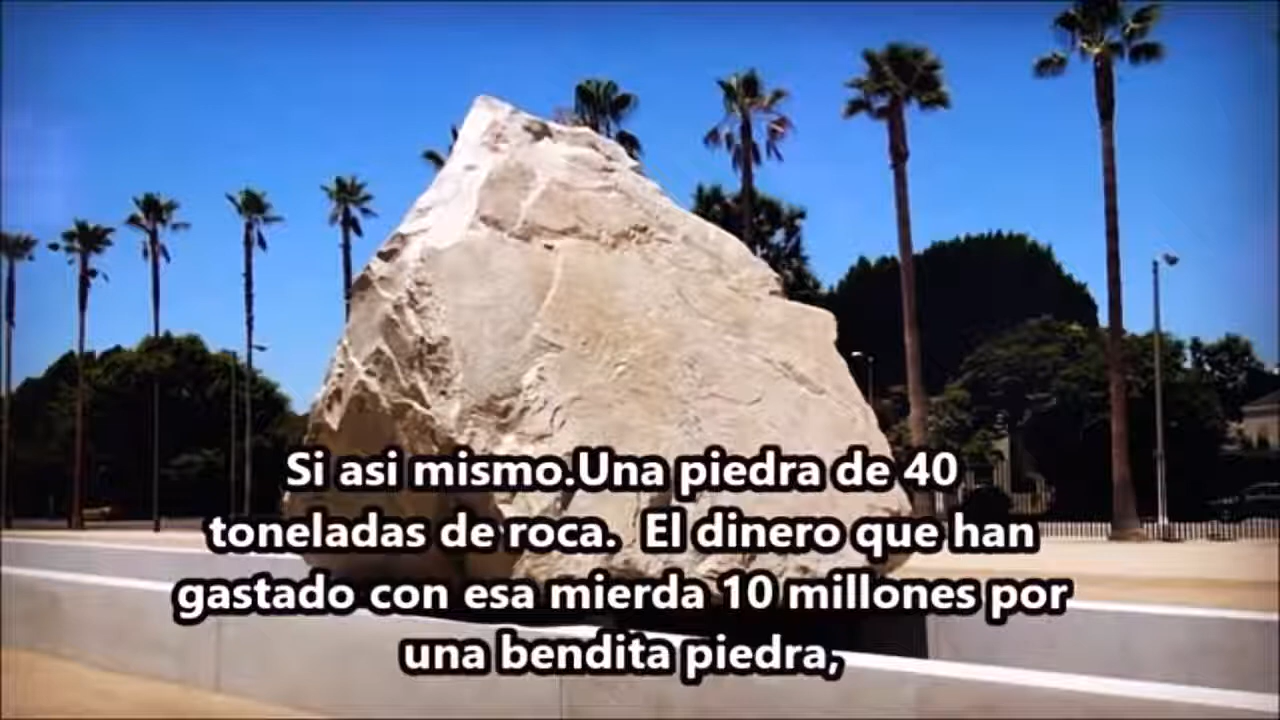 Si asi mismo.Una piedra de 40
toneladas de roca.  El dinero que han
gastado con esa mierda 10 millones por
una bendita piedra,